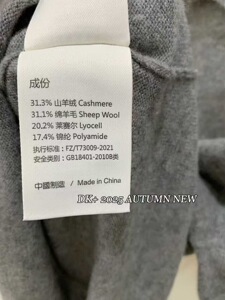 成份
31,3% 山羊绒 Cashmere
31,1% 绵羊毛 Sheep Wool
20,2% 莱赛尔 Lyocell
17,4% 锦纶 Polyamide
执行标准: FZ/T73009-2021
安全类别: GB18401-2010B类
中國制造 / Made in China
DK+ 2025 AUTUMN NEW